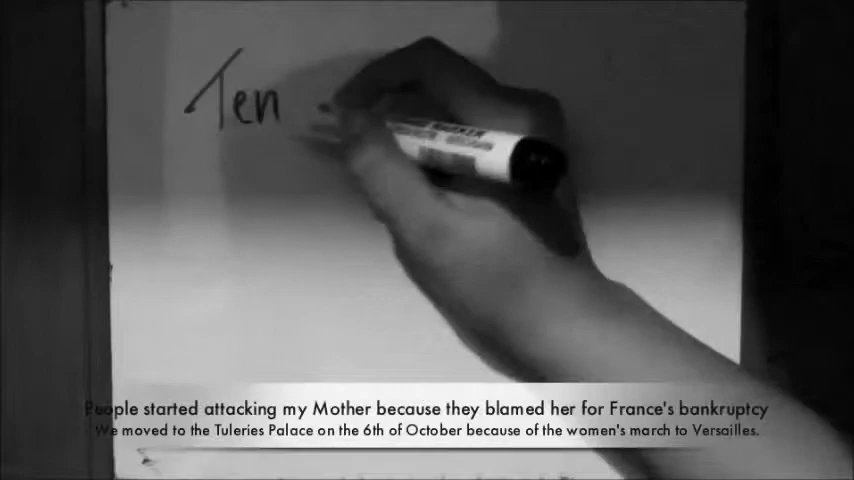 Ten
People started attacking my Mother because they blamed her for France's bankruptcy
We moved to the Tuleries Palace on the 6th of October because of the women's march to Versailles.